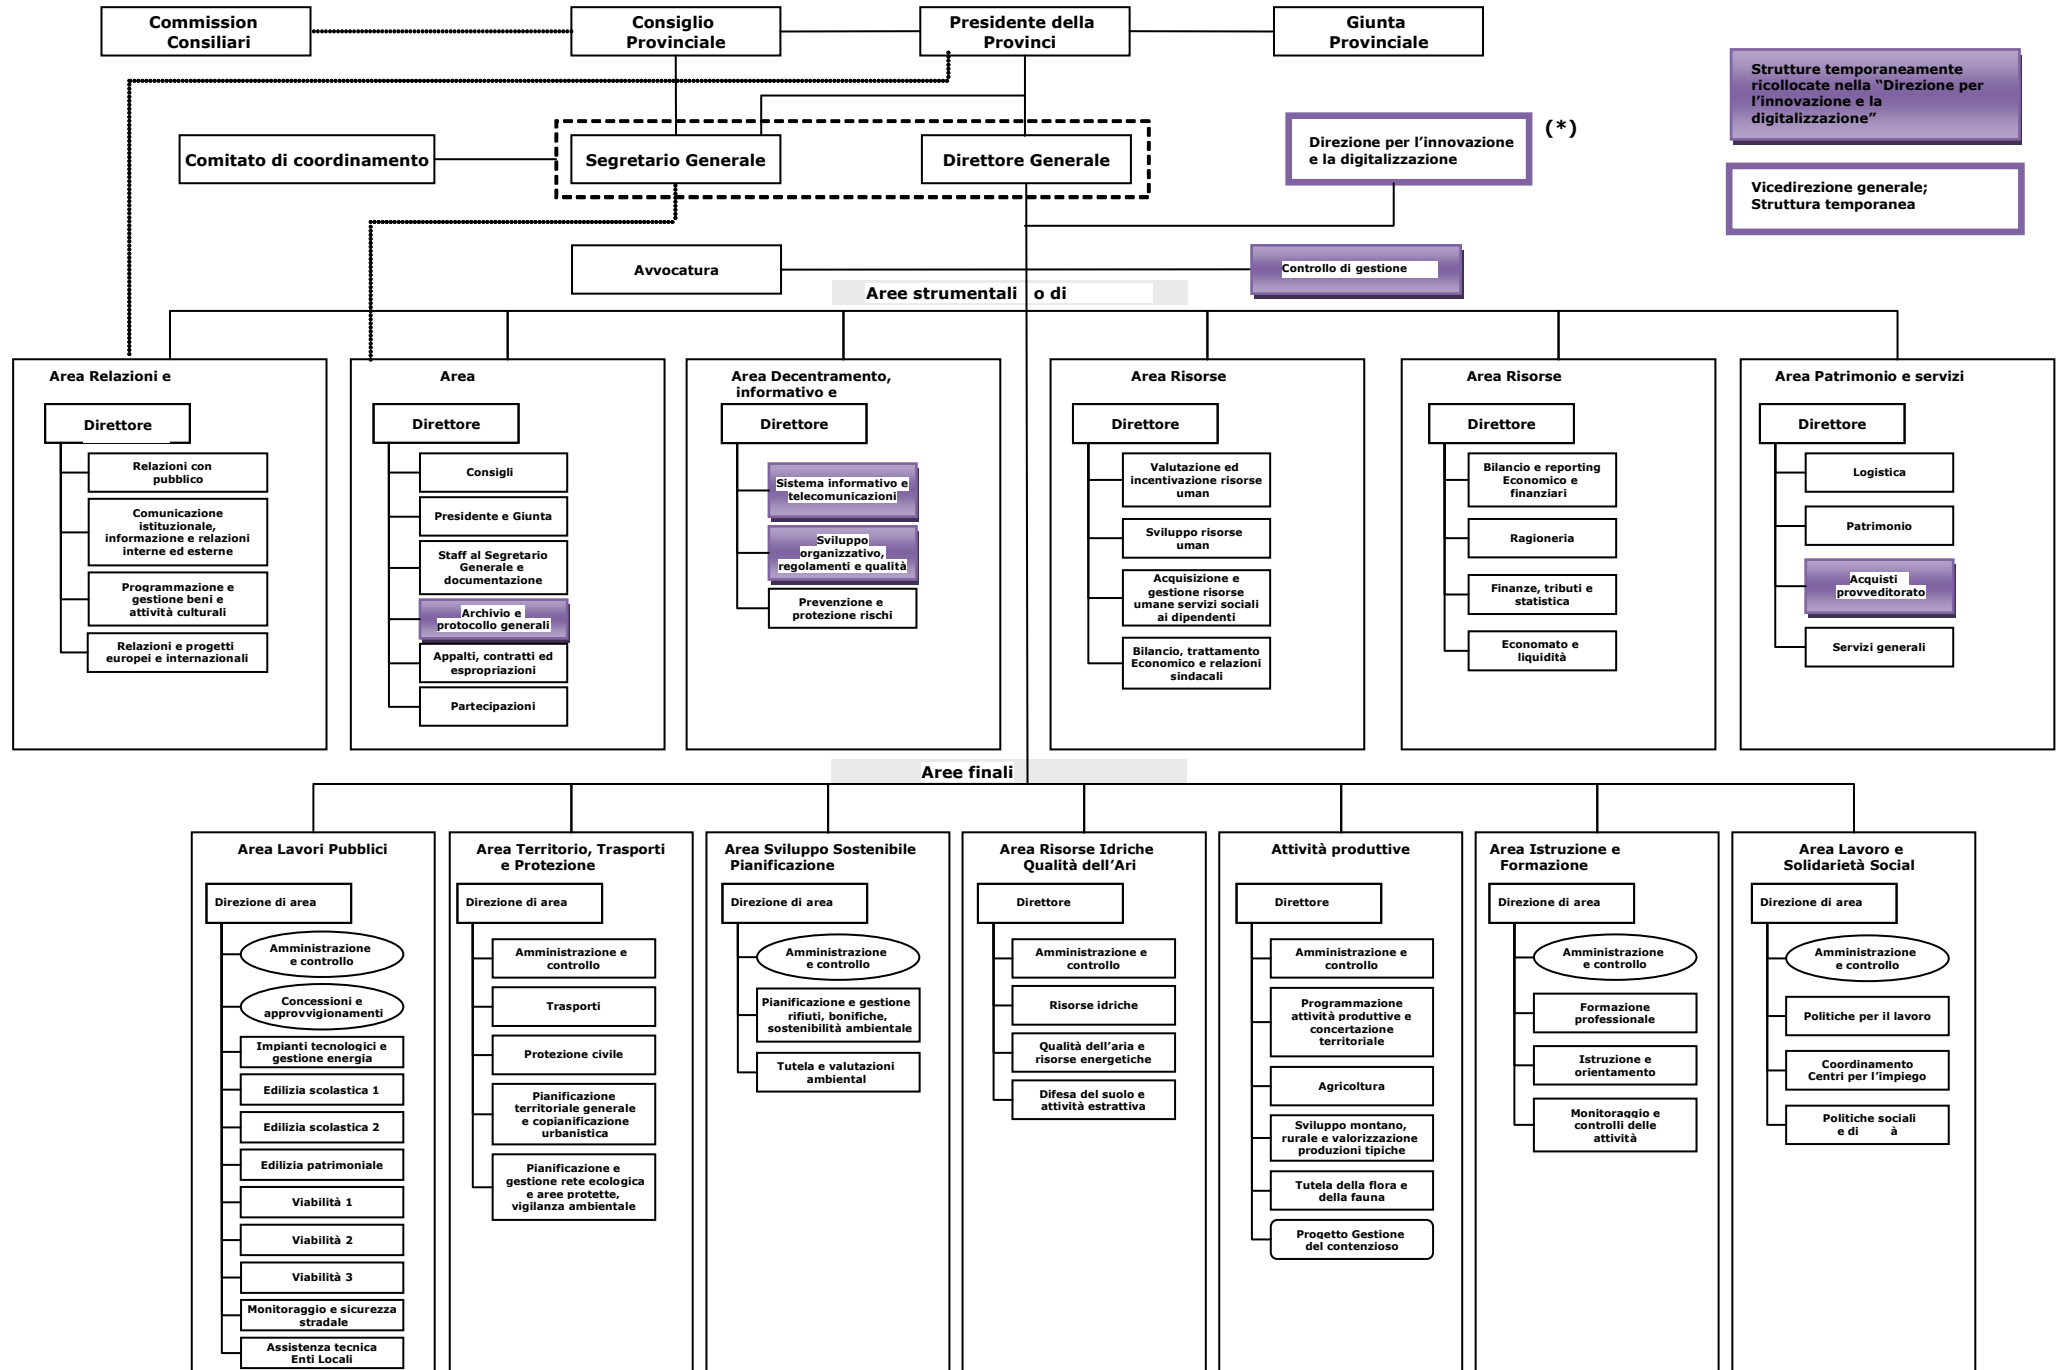 Commission
Consiliari
Consiglio
Provinciale
Presidente della
Provinci
Giunta
Provinciale
Strutture temporaneamente
ricollocate nella “Direzione per
l’innovazione e la
digitalizzazione”
Comitato di coordinamento
Segretario Generale
Direttore Generale
Direzione per l’innovazione
e la digitalizzazione
(*)
Vicedirezione generale;
Struttura temporanea
Avvocatura
Controllo di gestione
Aree strumentali o di
Area Relazioni e
Direttore
Relazioni con
pubblico
Comunicazione
istituzionale,
informazione e relazioni
interne ed esterne
Programmazione e
gestione beni e
attività culturali
Relazioni e progetti
europei e internazionali
Area
Direttore
Consigli
Presidente e Giunta
Staff al Segretario
Generale e
documentazione
Archivio e
protocollo generali
Appalti, contratti ed
espropriazioni
Partecipazioni
Area Decentramento,
informativo e
Direttore
Sistema informativo e
telecomunicazioni
Sviluppo
organizzativo,
regolamenti e qualità
Prevenzione e
protezione rischi
Area Risorse
Direttore
Valutazione ed
incentivazione risorse
uman
Sviluppo risorse
uman
Acquisizione e
gestione risorse
umane servizi sociali
ai dipendenti
Bilancio, trattamento
Economico e relazioni
sindacali
Area Risorse
Direttore
Bilancio e reporting
Economico e
finanziari
Ragioneria
Finanze, tributi e
statistica
Economato e
liquidità
Area Patrimonio e servizi
Direttore
Logistica
Patrimonio
Acquisti
provveditorato
Servizi generali
Aree finali
Area Lavori Pubblici
Direzione di area
Amministrazione
e controllo
Concessioni e
approvvigionamenti
Impianti tecnologici e
gestione energia
Edilizia scolastica 1
Edilizia scolastica 2
Edilizia patrimoniale
Viabilità 1
Viabilità 2
Viabilità 3
Monitoraggio e sicurezza
stradale
Assistenza tecnica
Enti Locali
Area Territorio, Trasporti
e Protezione
Direzione di area
Amministrazione e
controllo
Trasporti
Protezione civile
Pianificazione
territoriale generale
e copianificazione
urbanistica
Pianificazione e
gestione rete ecologica
e aree protette,
vigilanza ambientale
Area Sviluppo Sostenibile
Pianificazione
Direzione di area
Amministrazione
e controllo
Pianificazione e gestione
rifiuti, bonifiche,
sostenibilità ambientale
Tutela e valutazioni
ambiental
Area Risorse Idriche
Qualità dell’Ari
Direttore
Amministrazione e
controllo
Risorse idriche
Qualità dell’aria e
risorse energetiche
Difesa del suolo e
attività estrattiva
Attività produttive
Direttore
Amministrazione e
controllo
Programmazione
attività produttive e
concertazione
territoriale
Agricoltura
Sviluppo montano,
rurale e valorizzazione
produzioni tipiche
Tutela della flora e
della fauna
Progetto Gestione
del contenzioso
Area Istruzione e
Formazione
Direzione di area
Amministrazione
e controllo
Formazione
professionale
Istruzione e
orientamento
Monitoraggio e
controlli delle
attività
Area Lavoro e
Solidarietà Social
Direzione di area
Amministrazione
e controllo
Politiche per il lavoro
Coordinamento
Centri per l’impiego
Politiche sociali
e di à